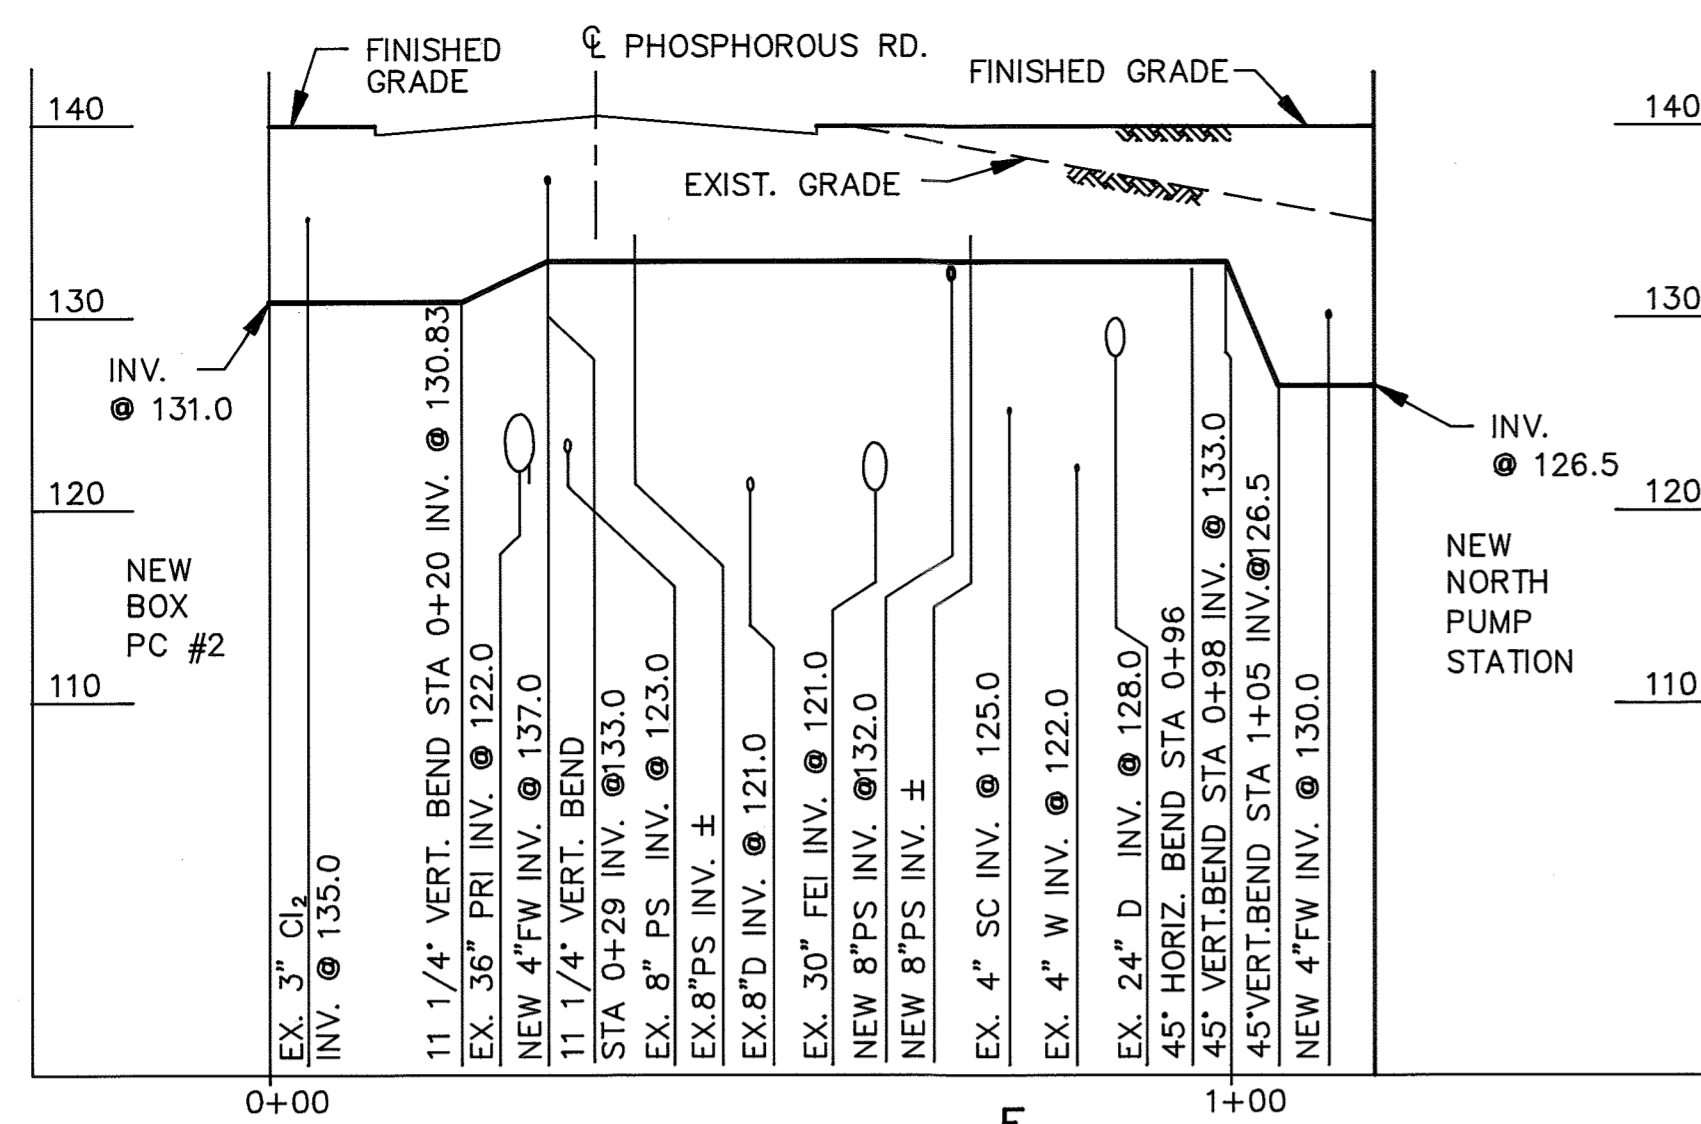 FINISHED
GRADE
℄ PHOSPHOROUS RD.
FINISHED GRADE
140
140
EXIST. GRADE
130
130
INV.
@ 131.0
INV.
@ 126.5
120
120
NEW
BOX
PC #2
NEW
NORTH
PUMP
STATION
110
110
EX. 3" Cl₂
INV. @ 135.0
11 1/4° VERT. BEND STA 0+20 INV. @ 130.83
EX. 36" PRI INV. @ 122.0
NEW 4"FW INV. @ 137.0
11 1/4° VERT. BEND
STA 0+29 INV. @133.0
EX. 8" PS INV. @ 123.0
EX.8"PS INV. ±
EX.8"D INV. @ 121.0
EX. 30" FEI INV. @ 121.0
NEW 8"PS INV. @132.0
NEW 8"PS INV. ±
EX. 4" SC INV. @ 125.0
EX. 4" W INV. @ 122.0
EX. 24" D INV. @ 128.0
45° HORIZ. BEND STA 0+96
45° VERT.BEND STA 0+98 INV. @ 133.0
45°VERT.BEND STA 1+05 INV.@126.5
NEW 4"FW INV. @ 130.0
0+00
1+00